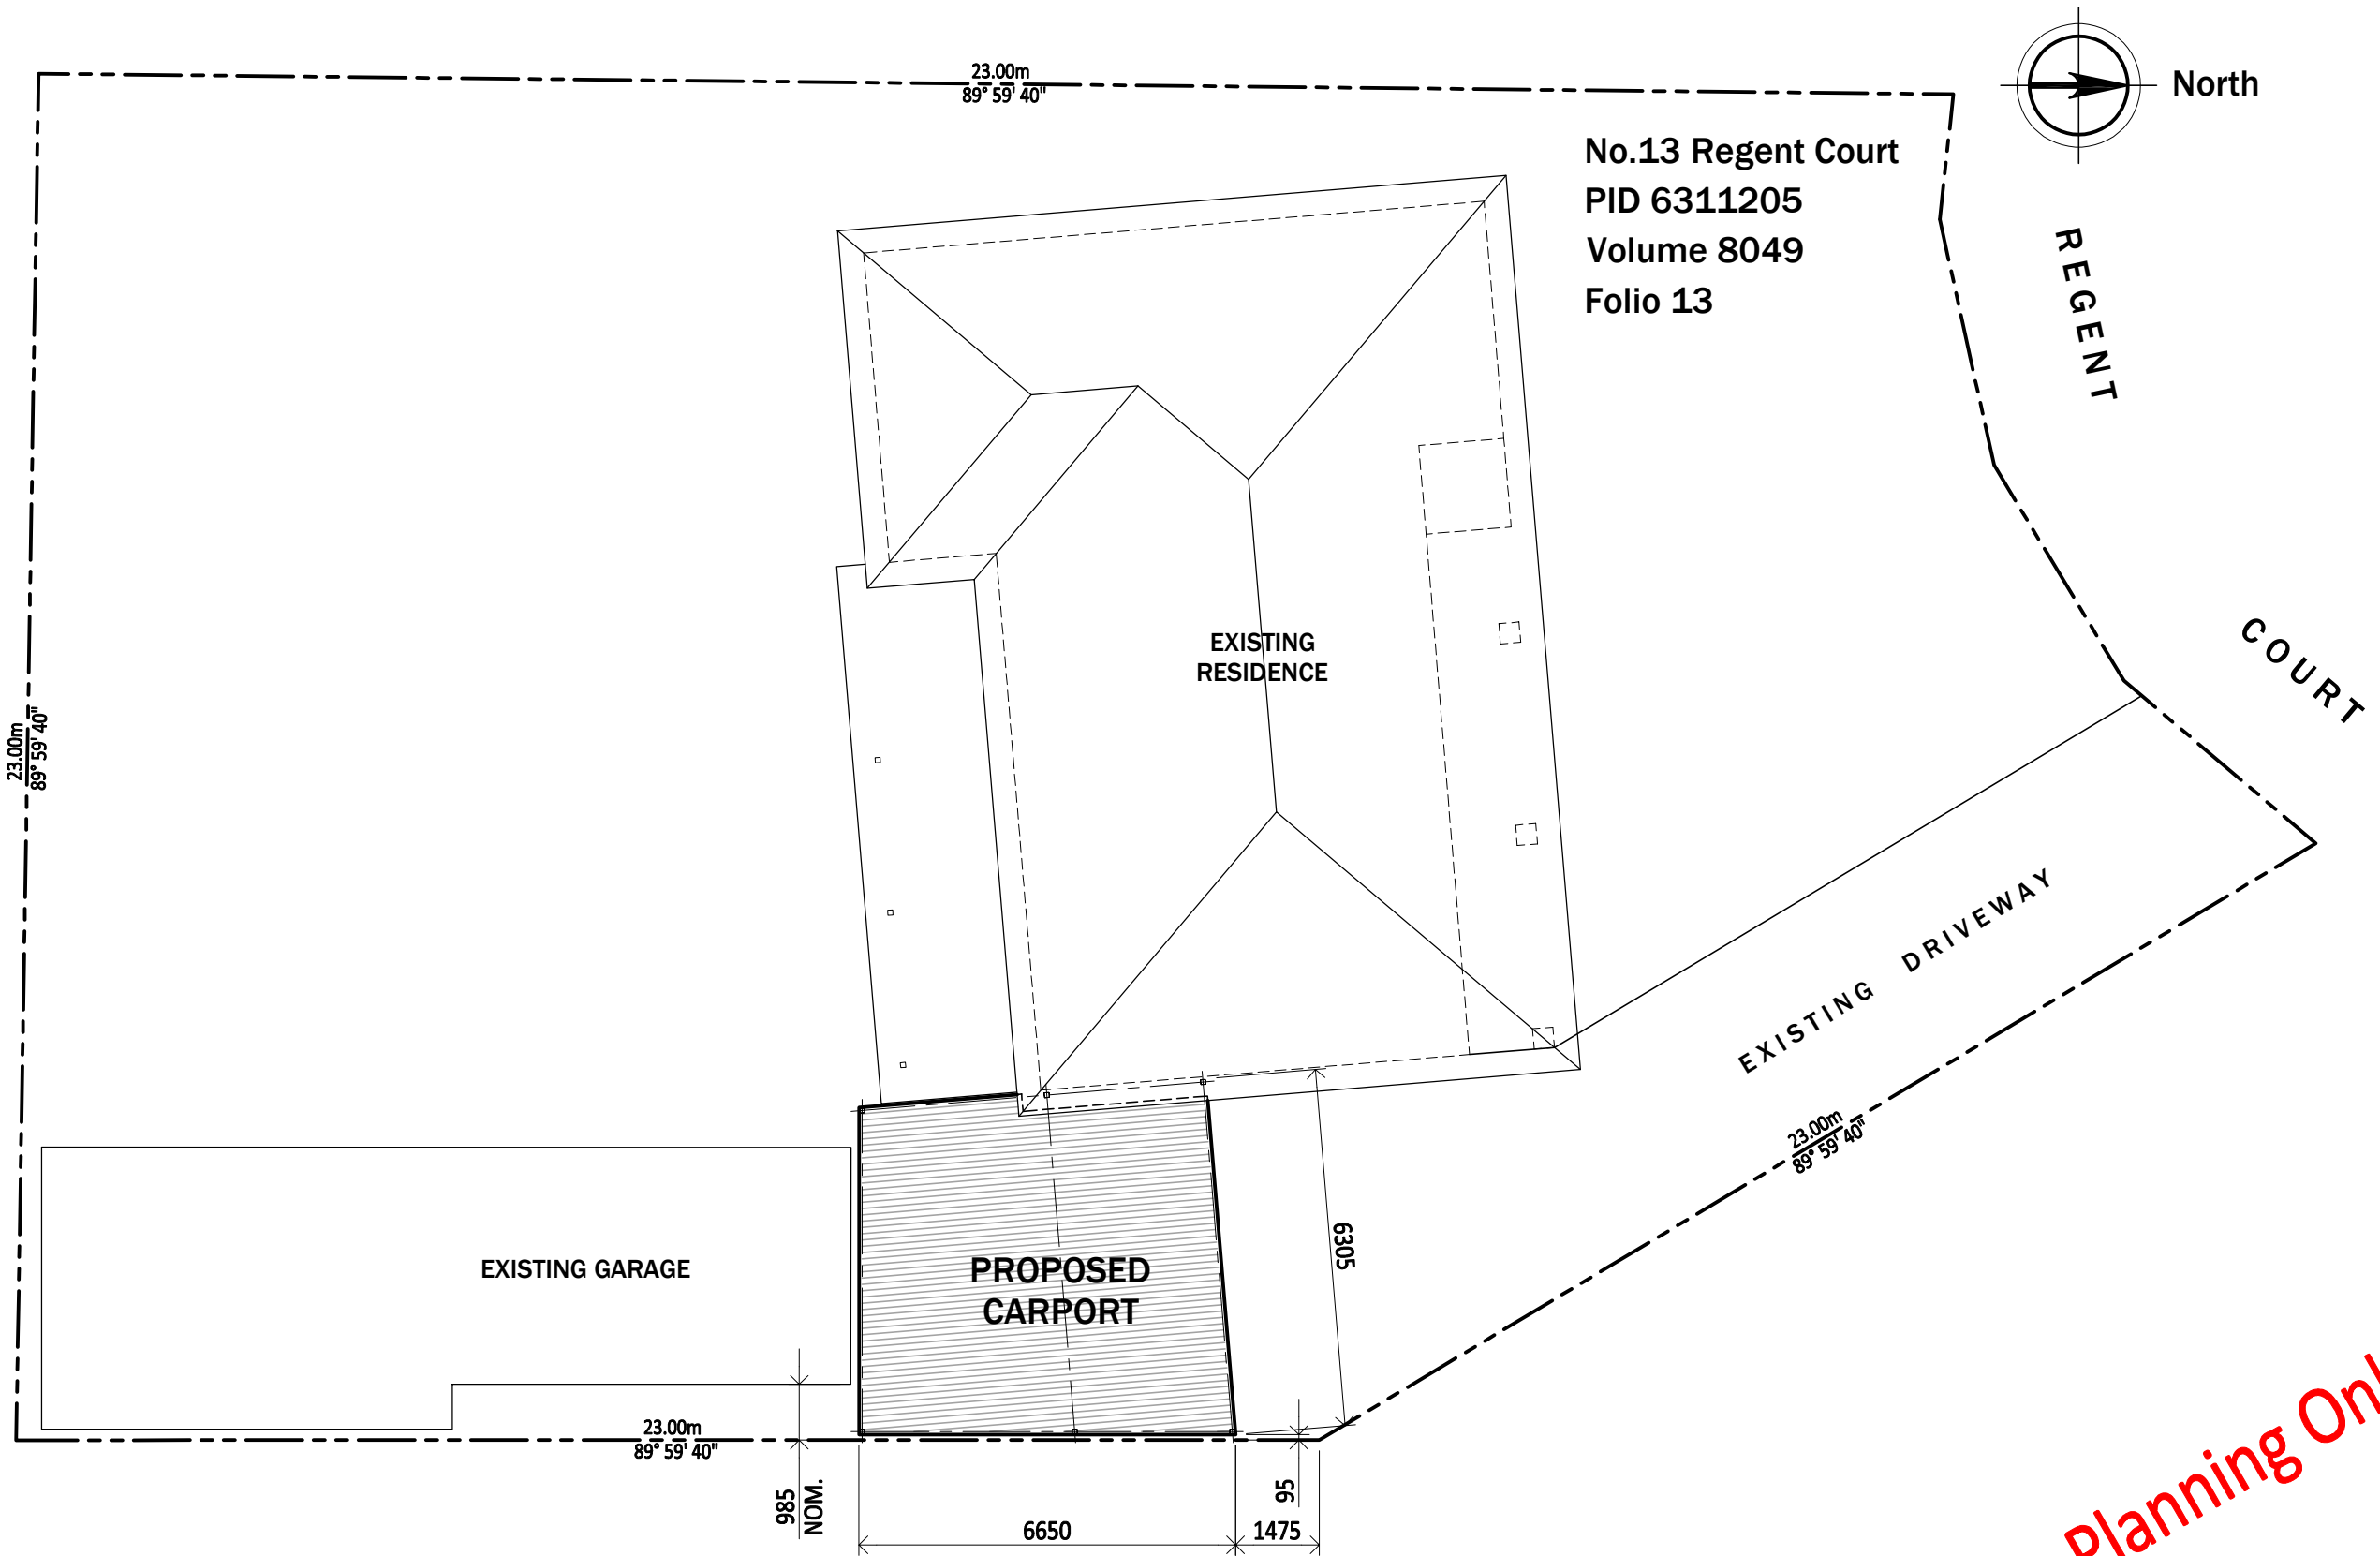 23.00m
89° 59' 40"
North
No.13 Regent Court
PID 6311205
Volume 8049
Folio 13
REGENT
COURT
EXISTING
RESIDENCE
23.00m
89° 59' 40"
EXISTING DRIVEWAY
23.00m
89° 59' 40"
6305
EXISTING GARAGE
PROPOSED
CARPORT
23.00m
89° 59' 40"
985
NOM.
95
6650
1475
Planning